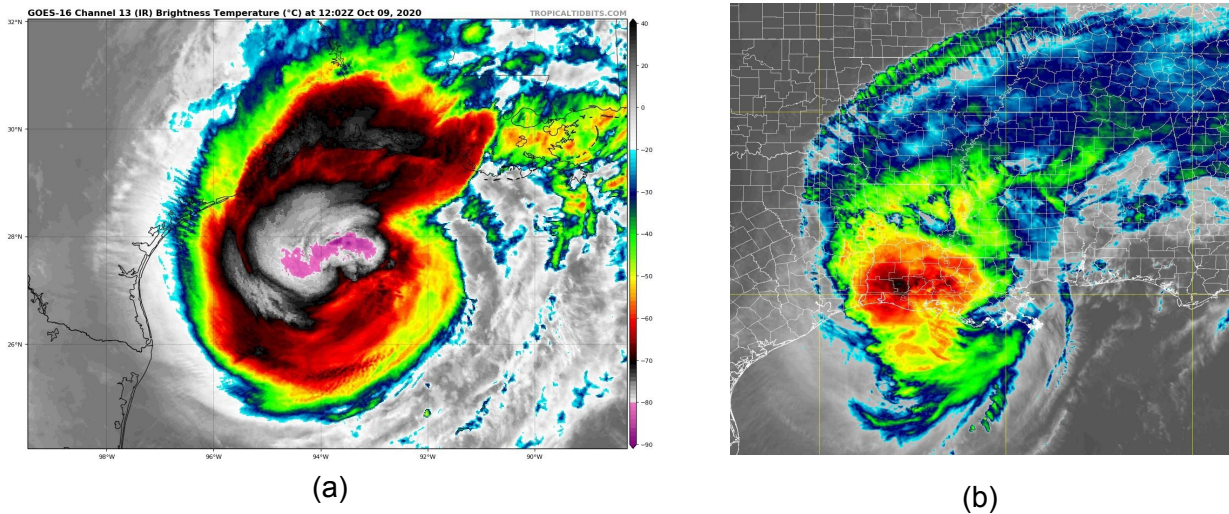 GOES-16 Channel 13 (IR) Brightness Temperature (°C) at 12:02Z Oct 09, 2020 TROPICALTIDBITS.COM
32°N
30°N
28°N
26°N
98°W 96°W 94°W 92°W 90°W
40
20
0
−20
−30
−40
−50
−60
−70
−80
−90
(a) (b)